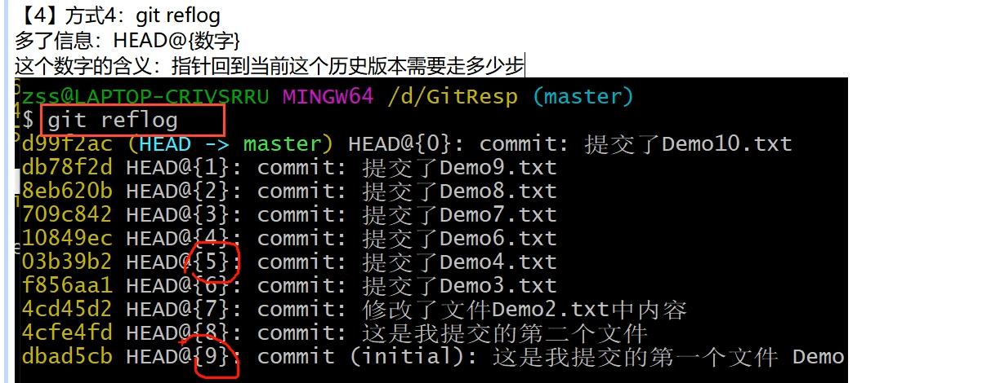 【4】方式4：git reflog
多了信息：HEAD@{数字}
这个数字的含义：指针回到当前这个历史版本需要走多少步
zss@LAPTOP-CRIVSRRU MINGW64 /d/GitResp (master)
$ git reflog
d99f2ac (HEAD -> master) HEAD@{0}: commit: 提交了Demo10.txt
db78f2d HEAD@{1}: commit: 提交了Demo9.txt
8eb620b HEAD@{2}: commit: 提交了Demo8.txt
709c842 HEAD@{3}: commit: 提交了Demo7.txt
10849ec HEAD@{4}: commit: 提交了Demo6.txt
03b39b2 HEAD@{5}: commit: 提交了Demo4.txt
f856aa1 HEAD@{6}: commit: 提交了Demo3.txt
4cd45d2 HEAD@{7}: commit: 修改了文件Demo2.txt中内容
4cfe4fd HEAD@{8}: commit: 这是我提交的第二个文件
dbad5cb HEAD@{9}: commit (initial): 这是我提交的第一个文件 Demo